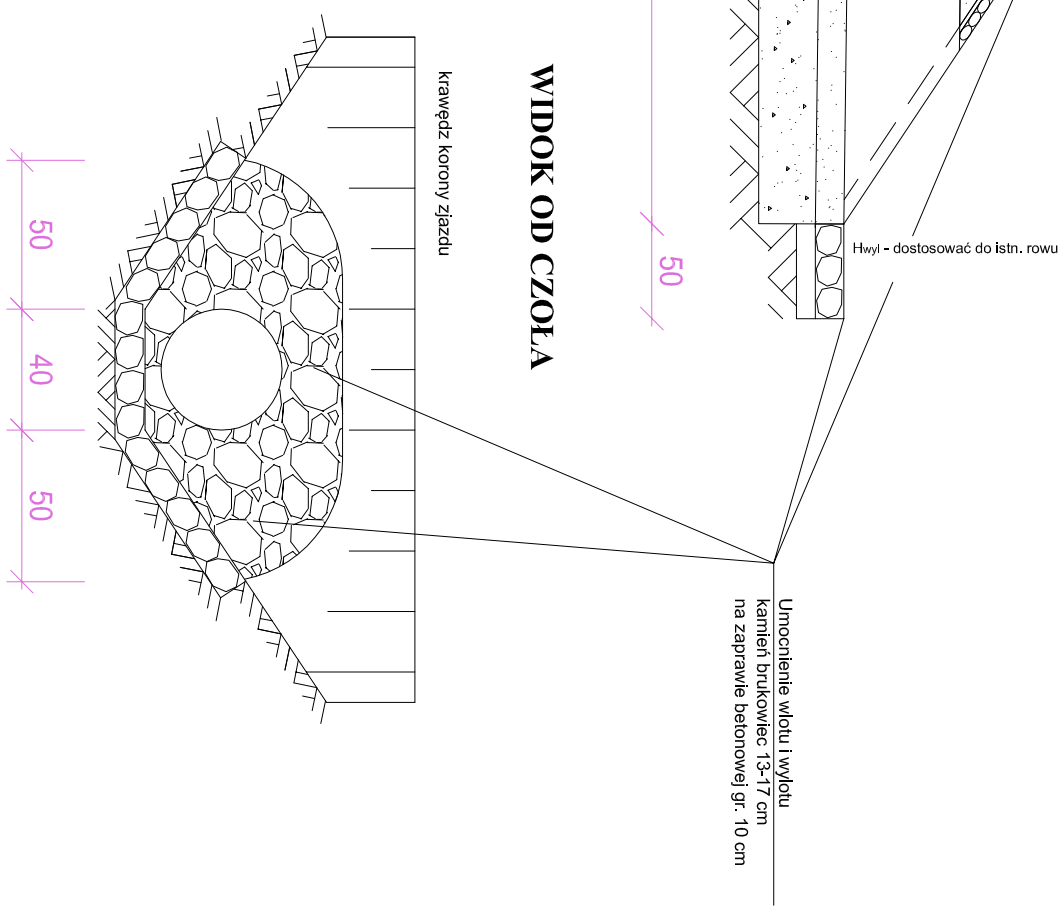 Hwyl - dostosować do istn. rowu
50
WIDOK OD CZOŁA
krawędz korony zjazdu
Umocnienie wlotu i wylotu
kamień brukowiec 13-17 cm
na zaprawie betonowej gr. 10 cm
50
40
50